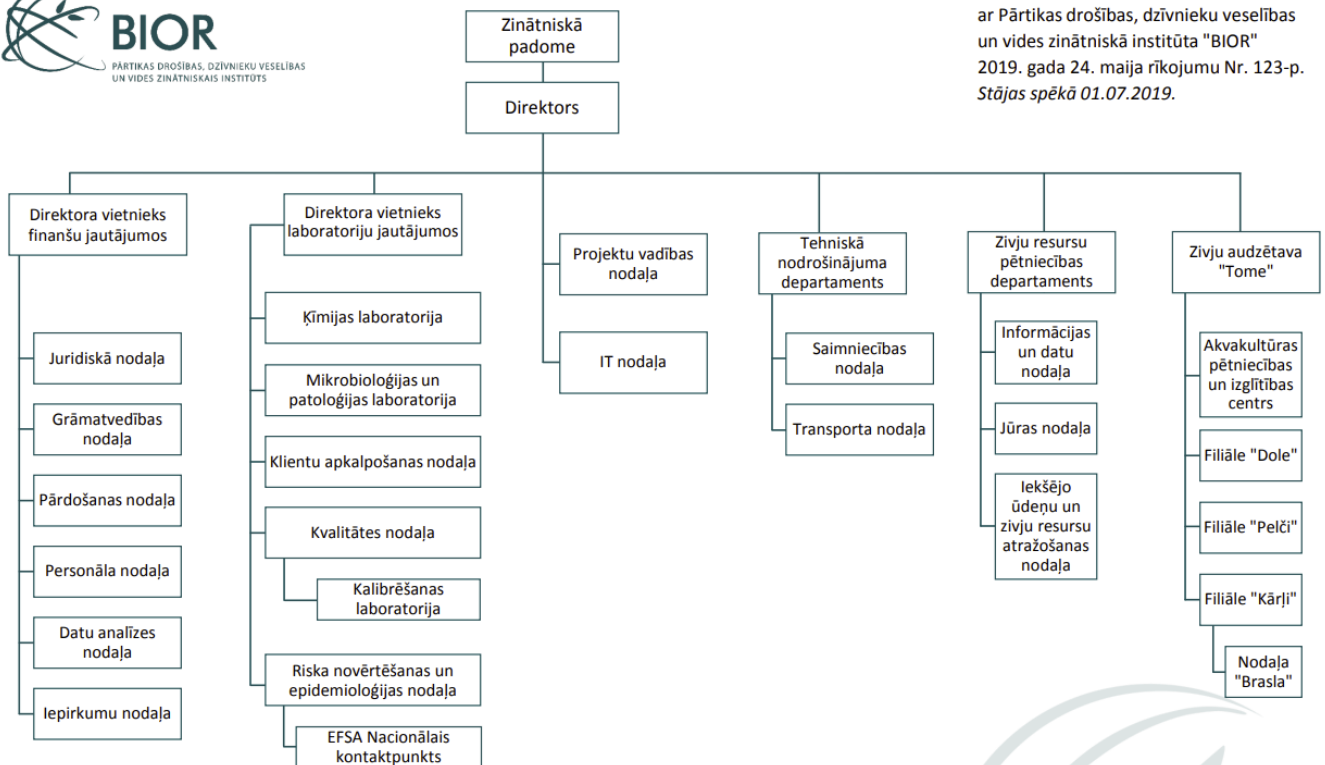 BIOR
PĀRTIKAS DROŠĪBAS, DZĪVNIEKU VESELĪBAS
UN VIDES ZINĀTNISKAIS INSTITŪTS
ar Pārtikas drošības, dzīvnieku veselības
un vides zinātniskā institūta "BIOR"
2019. gada 24. maija rīkojumu Nr. 123-p.
Stājas spēkā 01.07.2019.
Zinātniskā
padome
Direktors
Direktora vietnieks
finanšu jautājumos
Juridiskā nodaļa
Grāmatvedības
nodaļa
Pārdošanas nodaļa
Personāla nodaļa
Datu analīzes
nodaļa
Iepirkumu nodaļa
Direktora vietnieks
laboratoriju jautājumos
Ķīmijas laboratorija
Mikrobioloģijas un
patoloģijas laboratorija
Klientu apkalpošanas nodaļa
Kvalitātes nodaļa
Kalibrēšanas
laboratorija
Riska novērtēšanas un
epidemioloģijas nodaļa
EFSA Nacionālais
kontaktpunkts
Projektu vadības
nodaļa
IT nodaļa
Tehniskā
nodrošinājuma
departaments
Saimniecības
nodaļa
Transporta nodaļa
Zivju resursu
pētniecības
departaments
Informācijas
un datu
nodaļa
Jūras nodaļa
Iekšējo
ūdeņu un
zivju resursu
atražošanas
nodaļa
Zivju audzētava
"Tome"
Akvakultūras
pētniecības
un izglītības
centrs
Filiāle "Dole"
Filiāle "Pelči"
Filiāle "Kārļi"
Nodaļa
"Brasla"